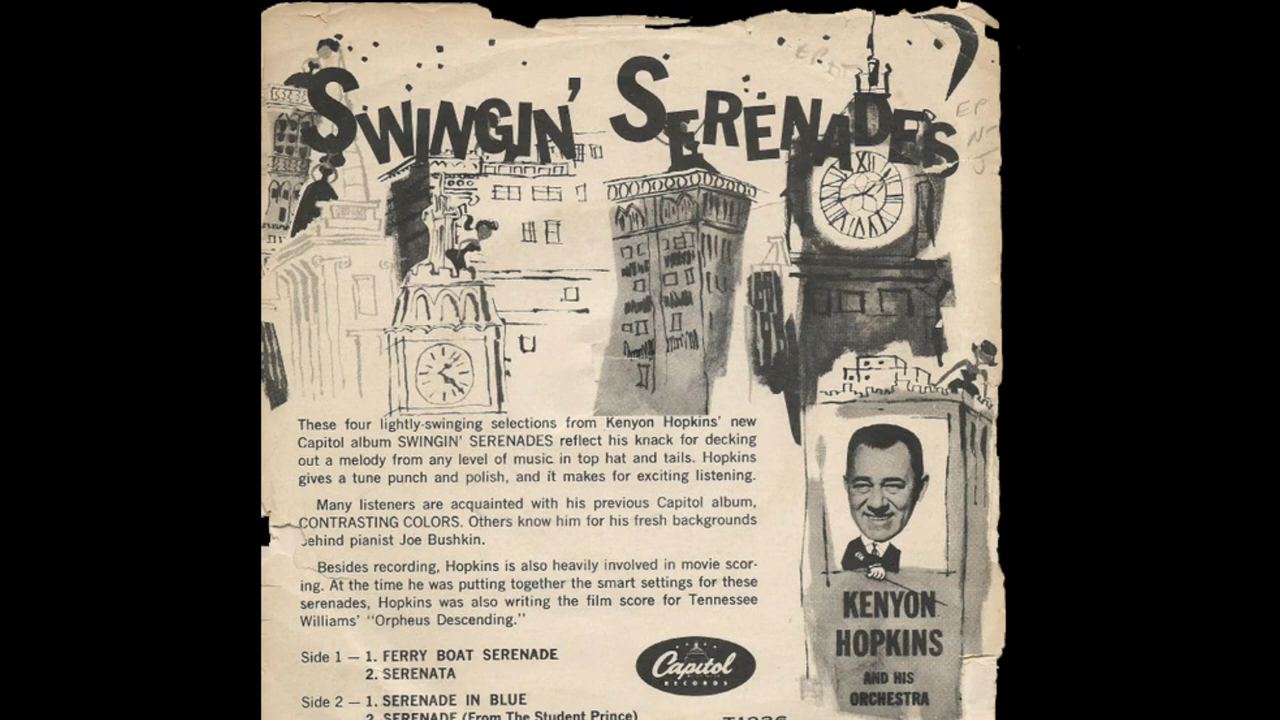 SWINGIN' SERENADES
EP
EP
These four lightly-swinging selections from Kenyon Hopkins' new
Capitol album SWINGIN' SERENADES reflect his knack for decking
out a melody from any level of music in top hat and tails. Hopkins
gives a tune punch and polish, and it makes for exciting listening.
Many listeners are acquainted with his previous Capitol album,
CONTRASTING COLORS. Others know him for his fresh backgrounds
behind pianist Joe Bushkin.
Besides recording, Hopkins is also heavily involved in movie scor-
ing. At the time he was putting together the smart settings for these
serenades, Hopkins was also writing the film score for Tennessee
Williams' "Orpheus Descending."
Side 1 — 1. FERRY BOAT SERENADE
2. SERENATA
Side 2 — 1. SERENADE IN BLUE
2. SERENADE (From The Student Prince)
Capitol
RECORDS
KENYON
HOPKINS
AND HIS
ORCHESTRA